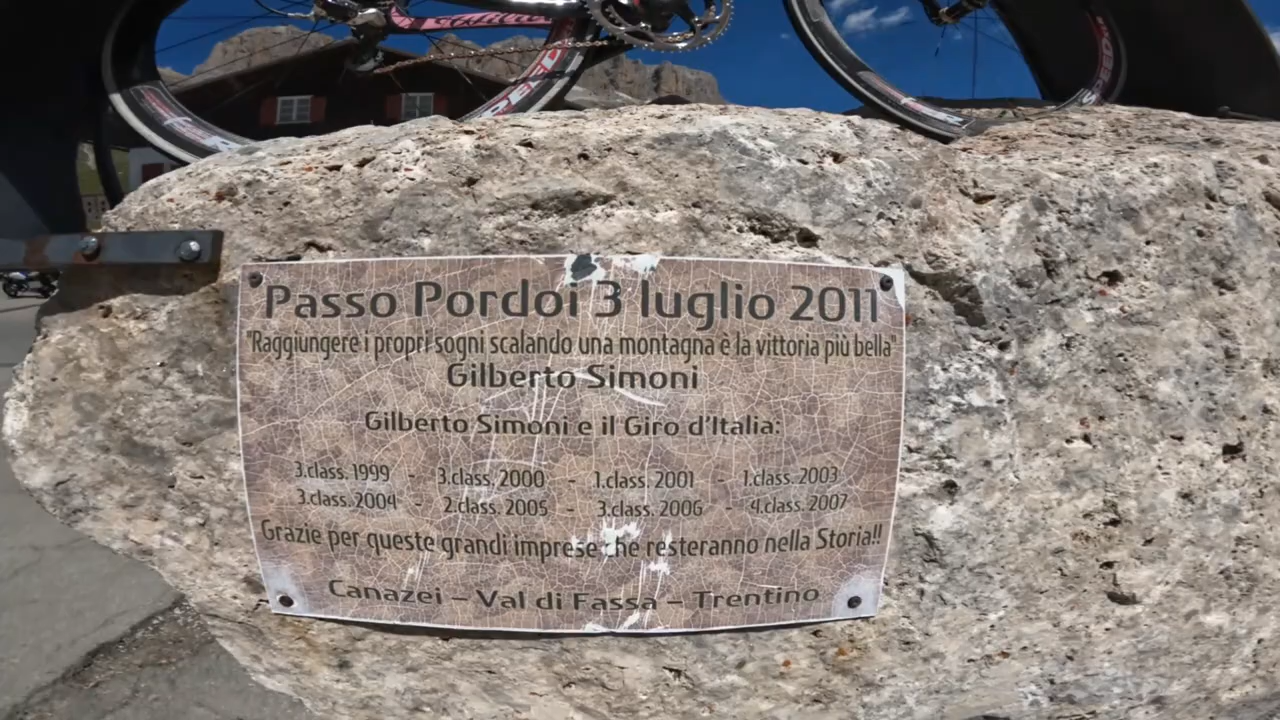 Passo Pordoi 3 luglio 2011
"Raggiungere i propri sogni scalando una montagna è la vittoria più bella"
Gilberto Simoni
Gilberto Simoni e il Giro d'Italia:
3.class. 1999 - 3.class. 2000 - 1.class. 2001 - 1.class. 2003
3.class. 2004 - 2.class. 2005 - 3.class. 2006 - 4.class. 2007
Grazie per queste grandi imprese che resteranno nella Storia!!
Canazei – Val di Fassa – Trentino